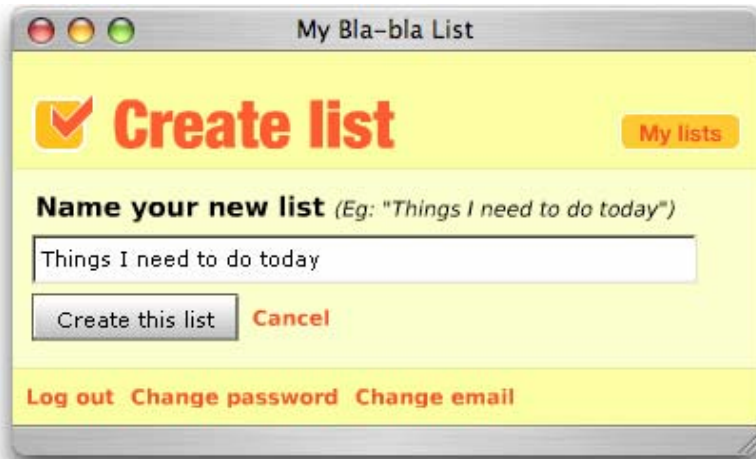 My Bla-bla List
Create list
My lists
Name your new list (Eg: "Things I need to do today")
Things I need to do today
Create this list Cancel
Log out Change password Change email